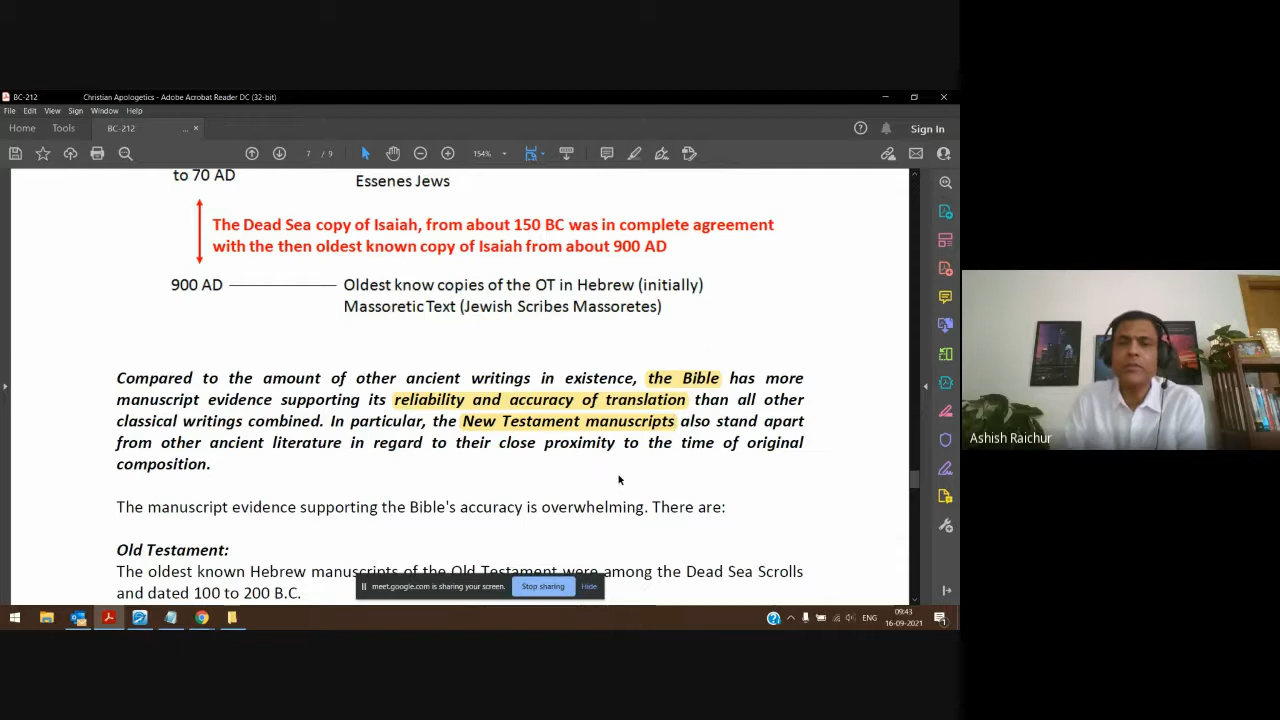 BC-212 Christian Apologetics - Adobe Acrobat Reader DC (32-bit)
File Edit View Sign Window Help
Home Tools BC-212 ... × Sign In
7 / 9 154%
to 70 AD Essenes Jews
The Dead Sea copy of Isaiah, from about 150 BC was in complete agreement
with the then oldest known copy of Isaiah from about 900 AD
900 AD Oldest know copies of the OT in Hebrew (initially)
Massoretic Text (Jewish Scribes Massoretes)
Compared to the amount of other ancient writings in existence, the Bible has more
manuscript evidence supporting its reliability and accuracy of translation than all other
classical writings combined. In particular, the New Testament manuscripts also stand apart
from other ancient literature in regard to their close proximity to the time of original
composition.
The manuscript evidence supporting the Bible's accuracy is overwhelming. There are:
Old Testament:
The oldest known Hebrew manuscripts of the Old Testament were among the Dead Sea Scrolls
and dated 100 to 200 B.C.
meet.google.com is sharing your screen. Stop sharing Hide
ENG 09:43
16-09-2021
Ashish Raichur